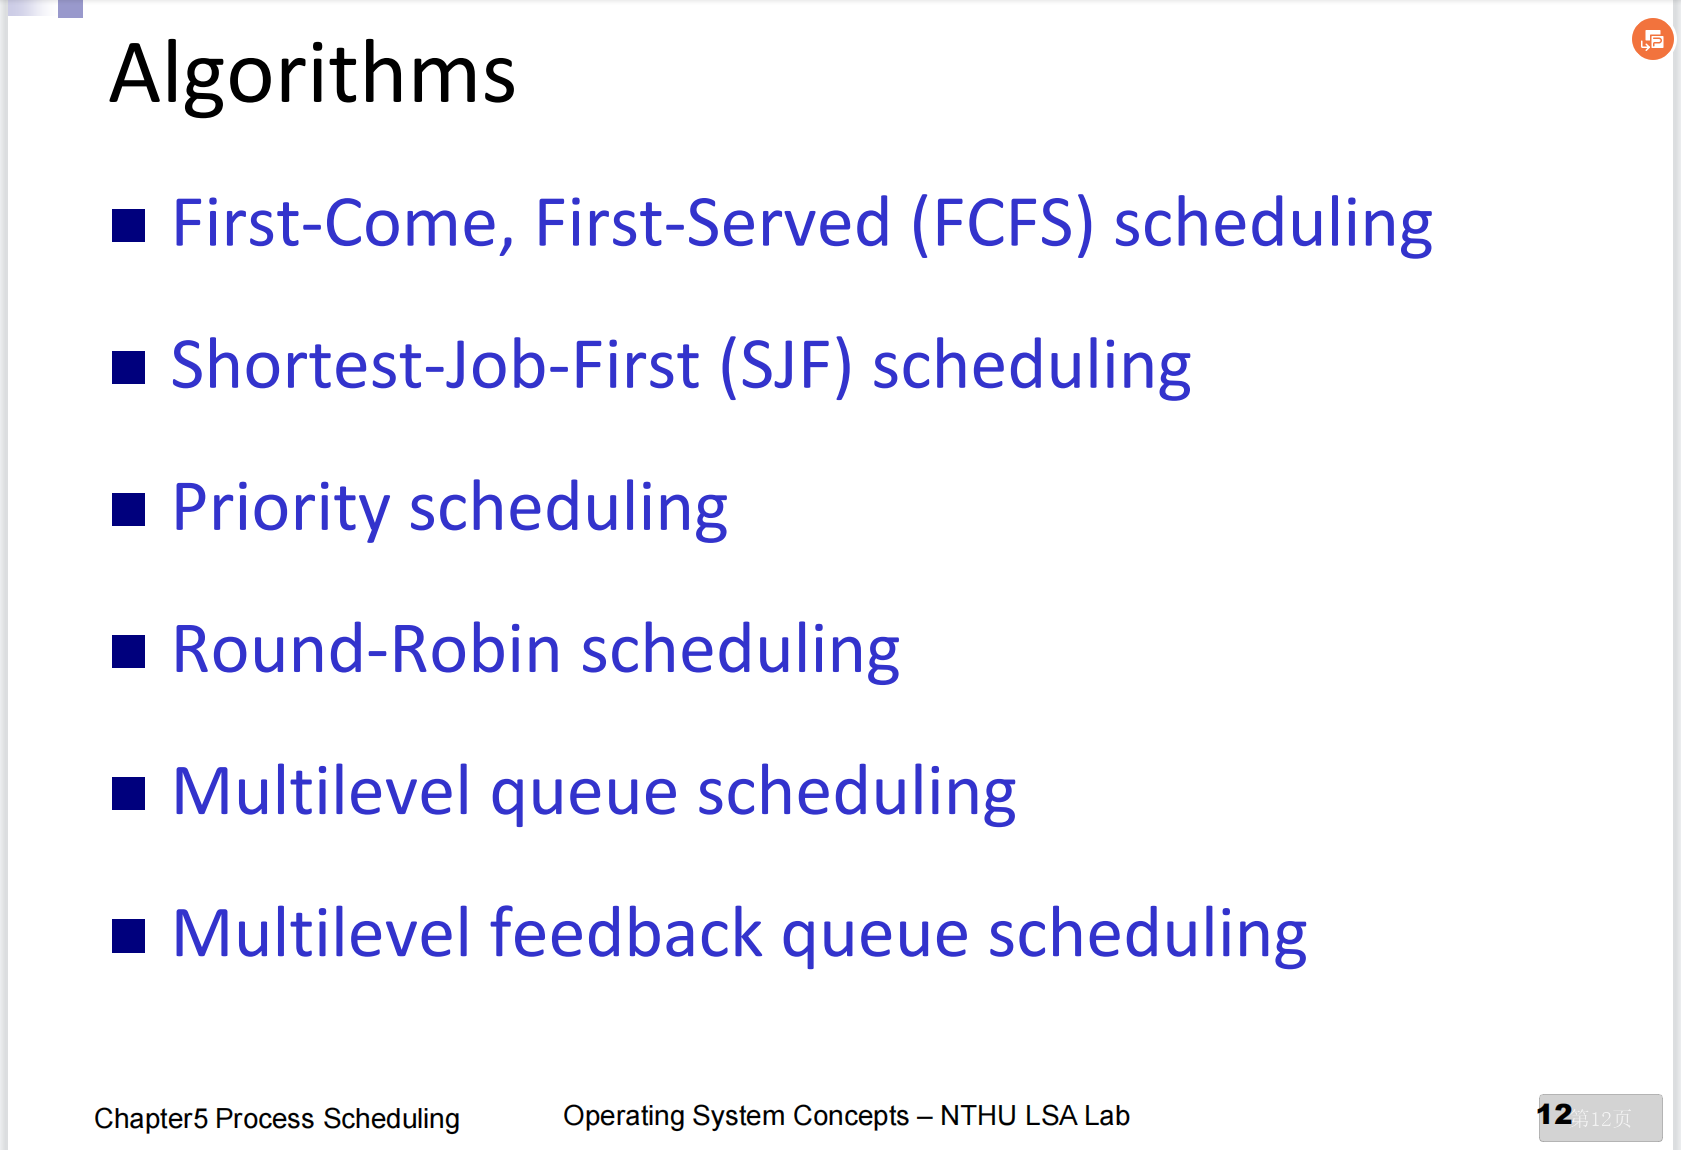 Algorithms
First-Come, First-Served (FCFS) scheduling
Shortest-Job-First (SJF) scheduling
Priority scheduling
Round-Robin scheduling
Multilevel queue scheduling
Multilevel feedback queue scheduling
Chapter5 Process Scheduling
Operating System Concepts – NTHU LSA Lab
12
第12页